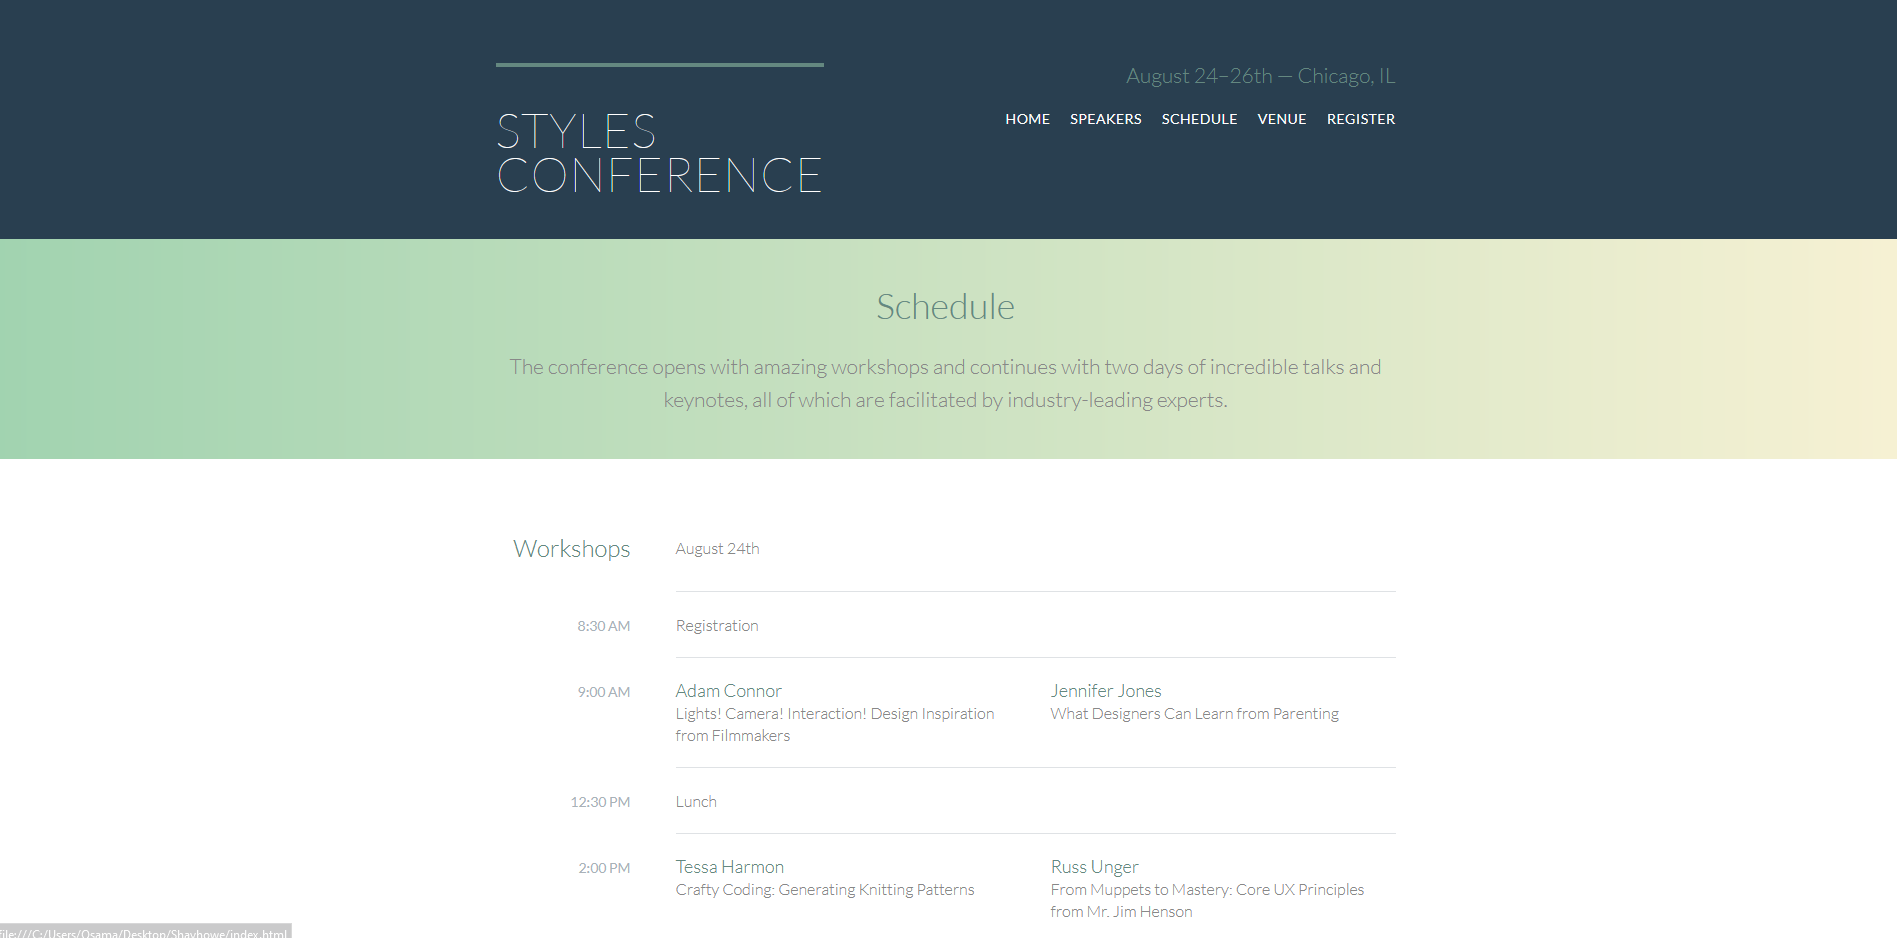 August 24–26th — Chicago, IL
STYLES
CONFERENCE
HOME SPEAKERS SCHEDULE VENUE REGISTER
Schedule
The conference opens with amazing workshops and continues with two days of incredible talks and
keynotes, all of which are facilitated by industry-leading experts.
Workshops August 24th
8:30 AM Registration
9:00 AM Adam Connor Jennifer Jones
Lights! Camera! Interaction! Design Inspiration What Designers Can Learn from Parenting
from Filmmakers
12:30 PM Lunch
2:00 PM Tessa Harmon Russ Unger
Crafty Coding: Generating Knitting Patterns From Muppets to Mastery: Core UX Principles
from Mr. Jim Henson
file:///C:/Users/Osama/Desktop/Shayhowe/index.html